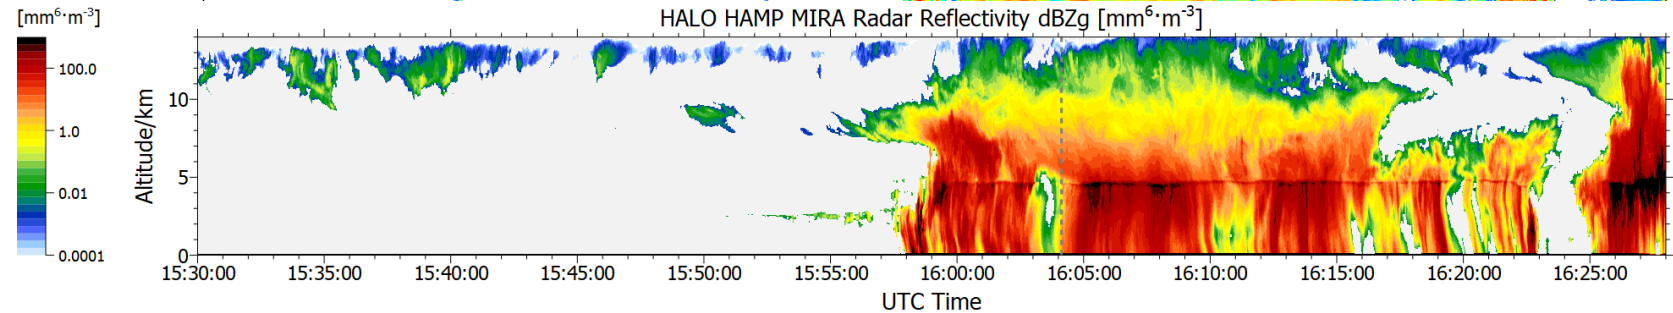 [mm⁶·m⁻³]
HALO HAMP MIRA Radar Reflectivity dBZg [mm⁶·m⁻³]
100.0
1.0
0.01
0.0001
Altitude/km
10
5
0
15:30:00 15:35:00 15:40:00 15:45:00 15:50:00 15:55:00 16:00:00 16:05:00 16:10:00 16:15:00 16:20:00 16:25:00
UTC Time